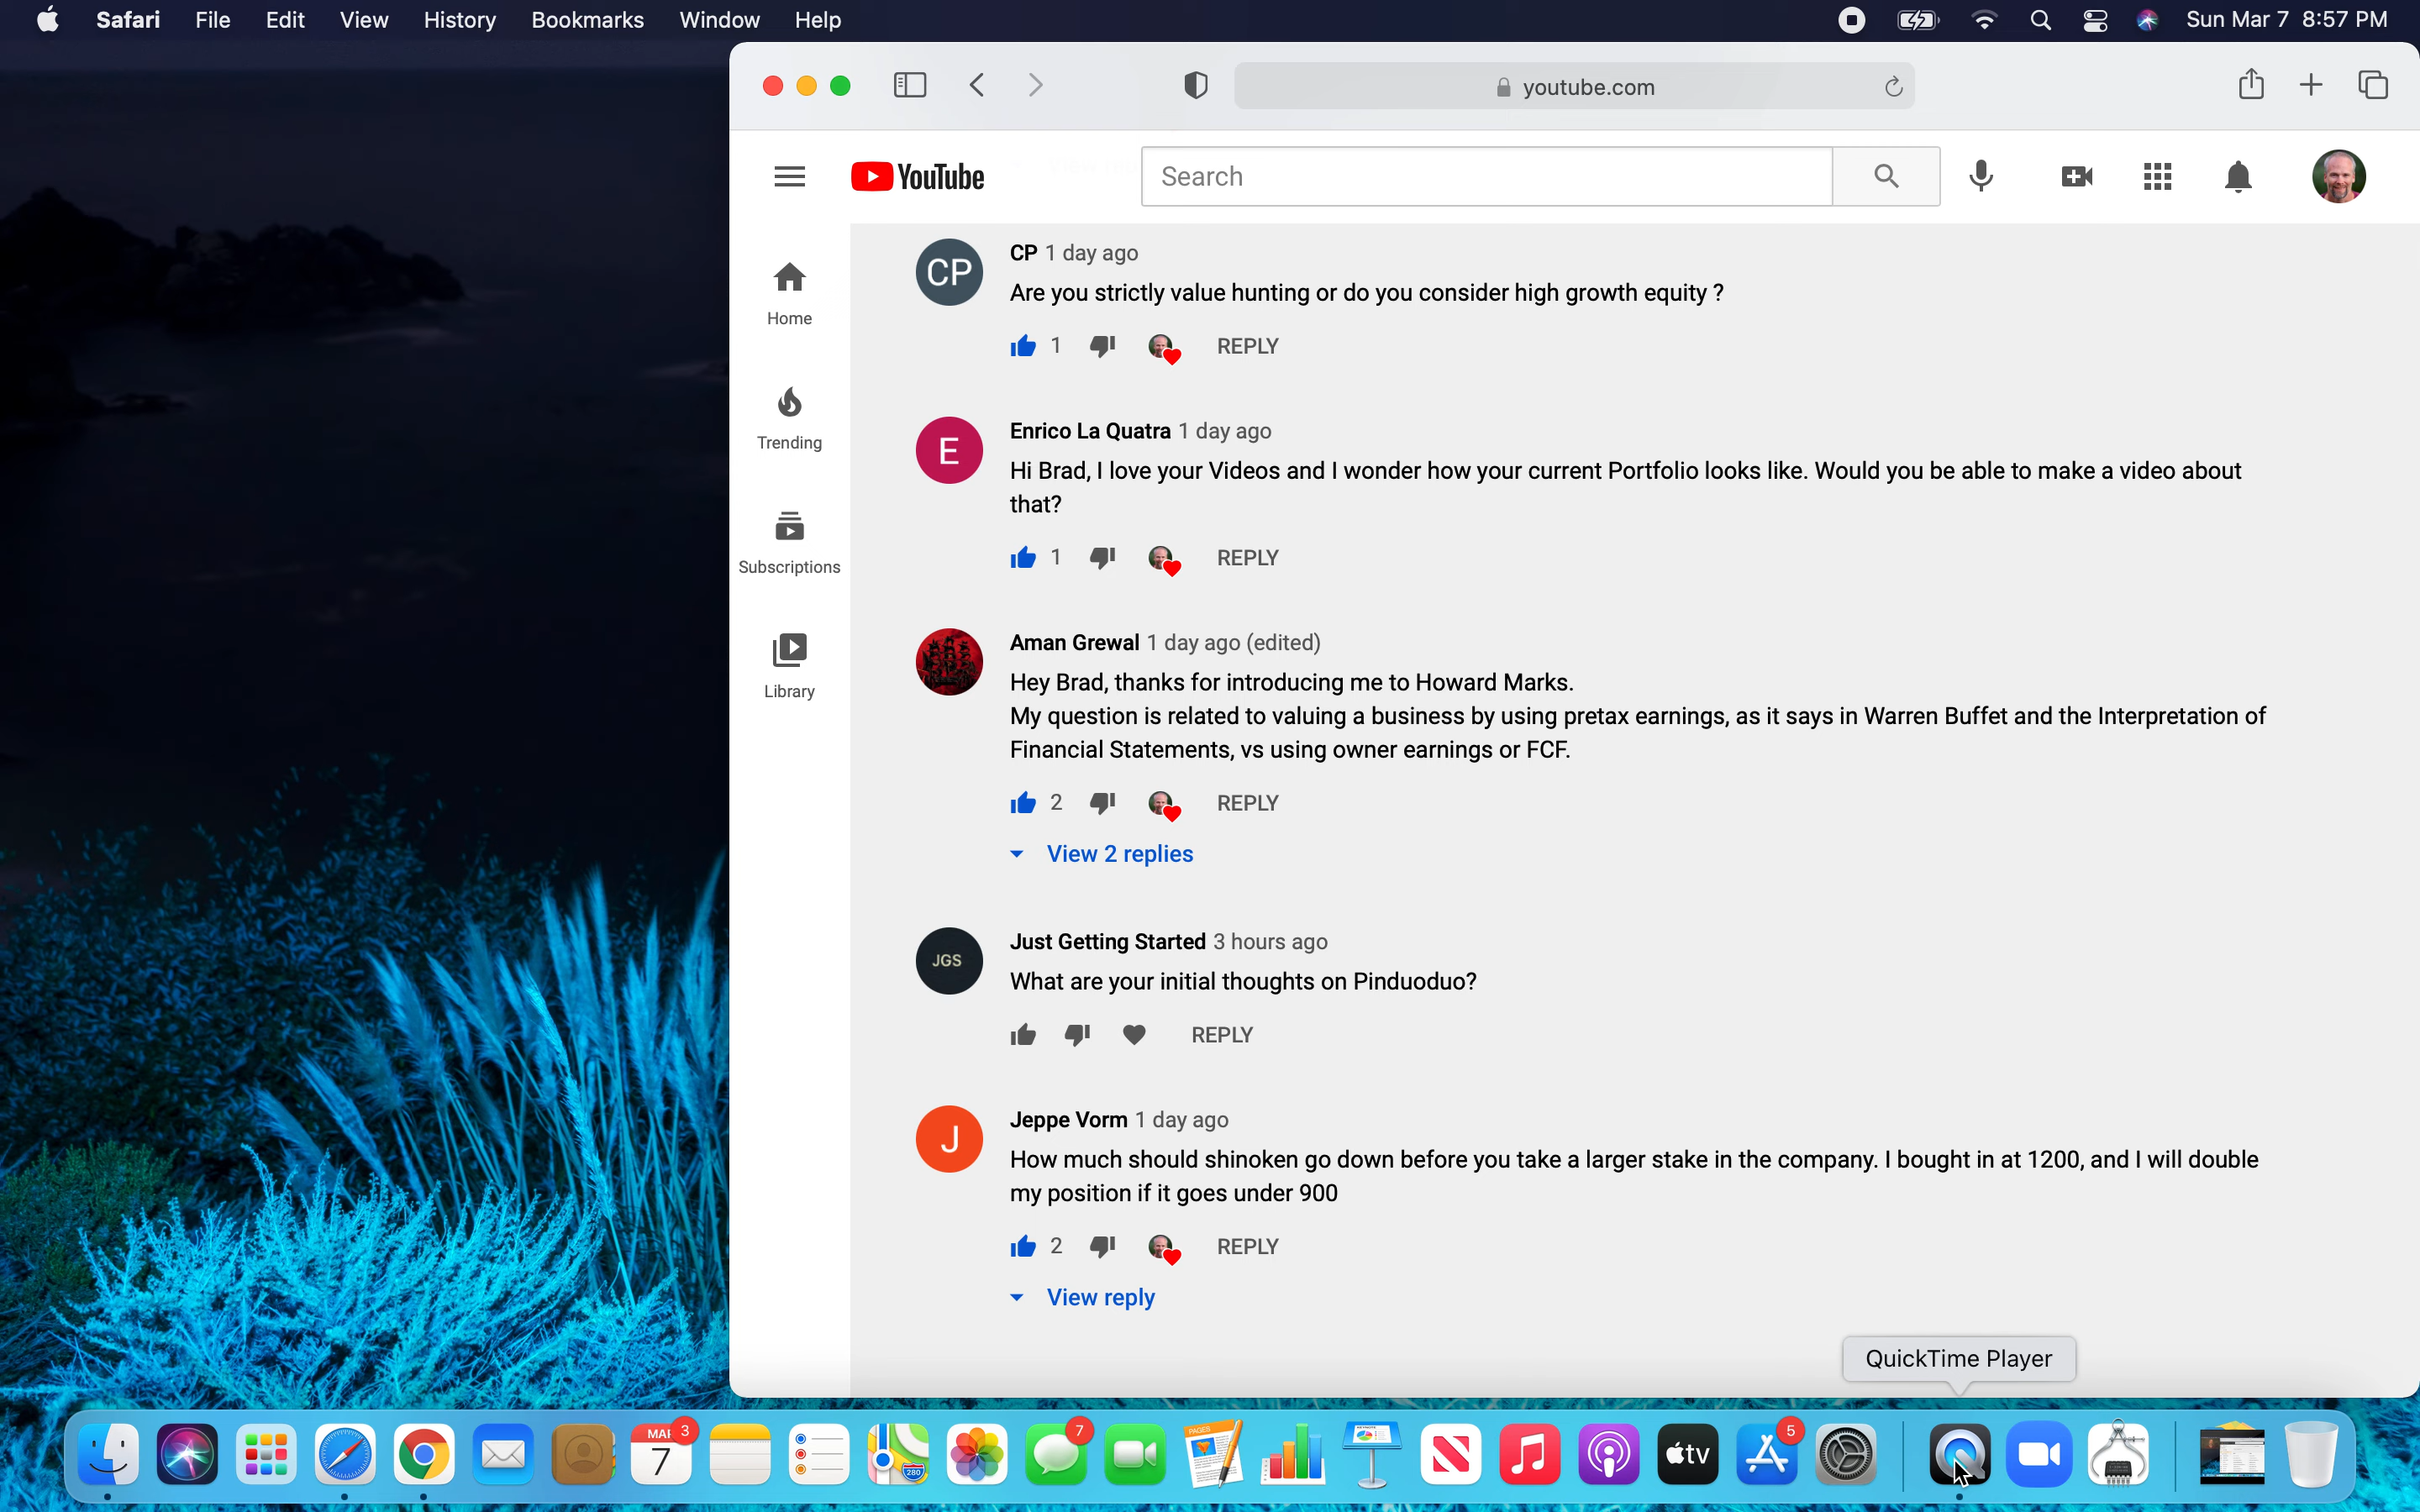 Safari File Edit View History Bookmarks Window Help Sun Mar 7 8:57 PM
youtube.com
YouTube Search
CP CP 1 day ago
Are you strictly value hunting or do you consider high growth equity ?
1 REPLY
Home
Trending
Subscriptions
Library
E Enrico La Quatra 1 day ago
Hi Brad, I love your Videos and I wonder how your current Portfolio looks like. Would you be able to make a video about
that?
1 REPLY
Aman Grewal 1 day ago (edited)
Hey Brad, thanks for introducing me to Howard Marks.
My question is related to valuing a business by using pretax earnings, as it says in Warren Buffet and the Interpretation of
Financial Statements, vs using owner earnings or FCF.
2 REPLY
View 2 replies
JGS Just Getting Started 3 hours ago
What are your initial thoughts on Pinduoduo?
REPLY
J Jeppe Vorm 1 day ago
How much should shinoken go down before you take a larger stake in the company. I bought in at 1200, and I will double
my position if it goes under 900
2 REPLY
View reply
QuickTime Player
MAR 3 7 280 7 PAGES tv 5